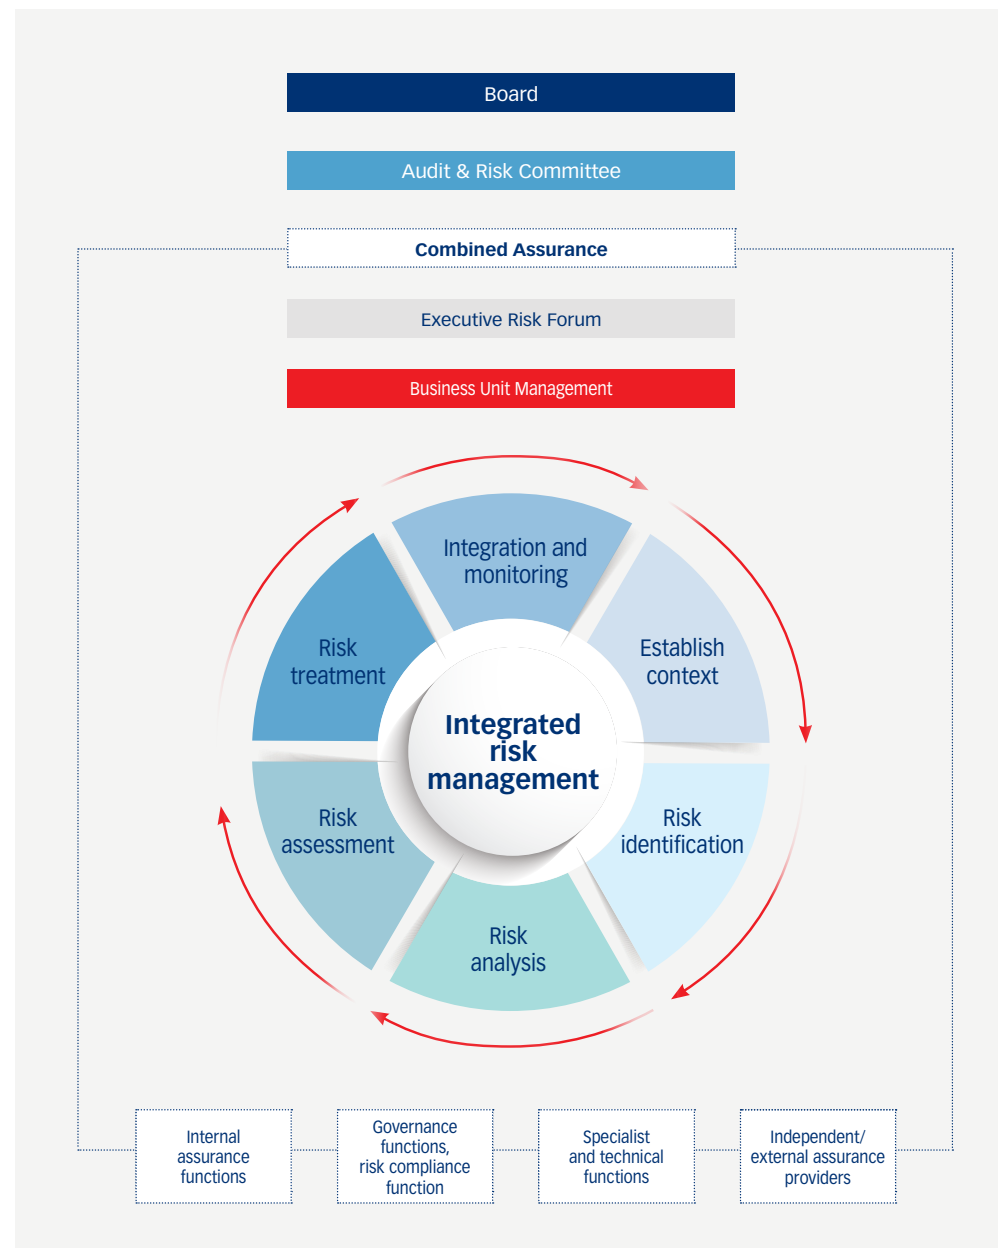 Board
Audit & Risk Committee
Combined Assurance
Executive Risk Forum
Business Unit Management
Integration and
monitoring
Establish
context
Risk
identification
Risk
analysis
Risk
assessment
Risk
treatment
Integrated
risk
management
Internal
assurance
functions
Governance
functions,
risk compliance
function
Specialist
and technical
functions
Independent/
external assurance
providers